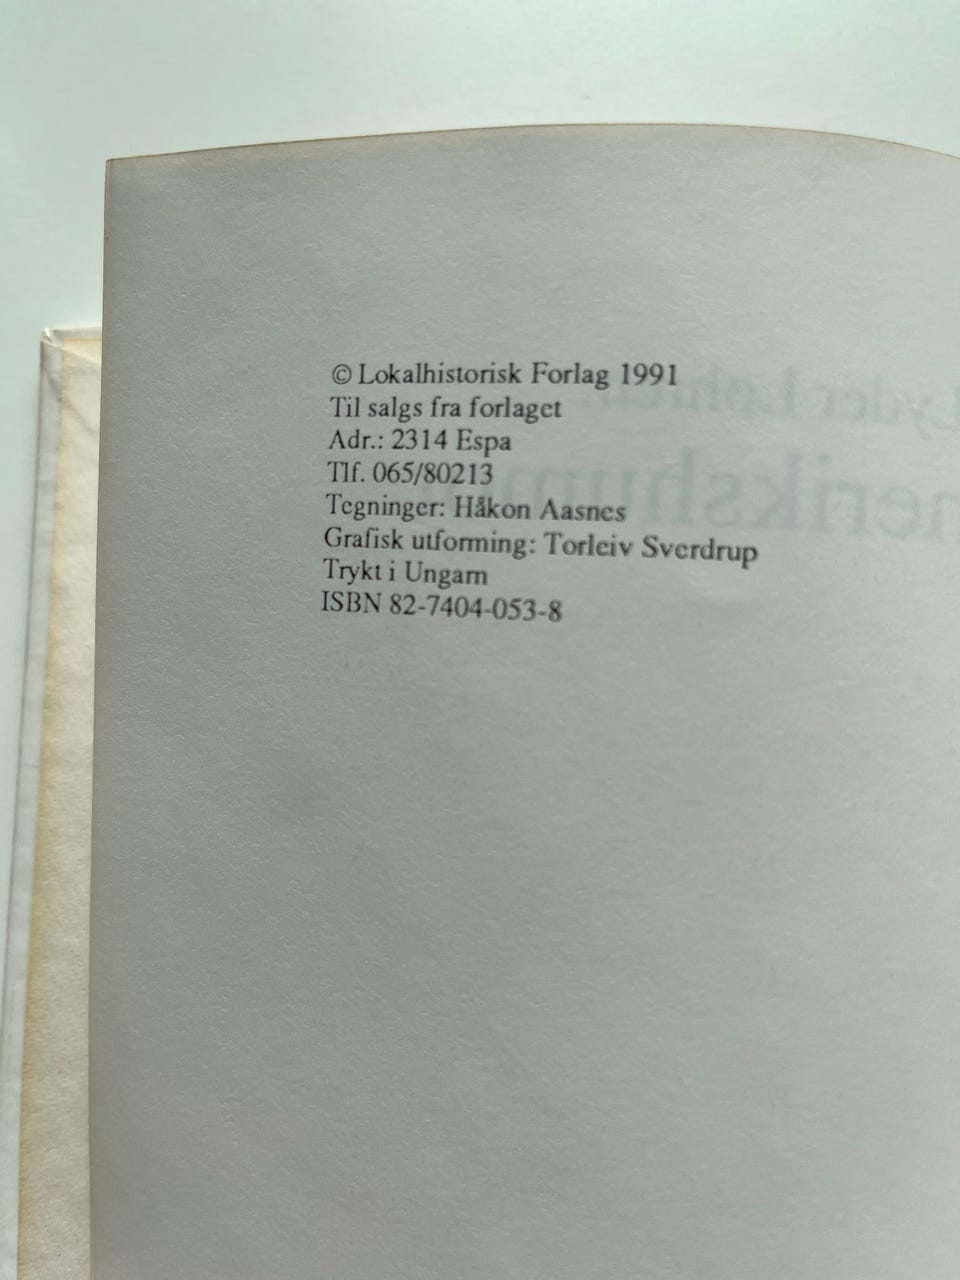 © Lokalhistorisk Forlag 1991
Til salgs fra forlaget
Adr.: 2314 Espa
Tlf. 065/80213
Tegninger: Håkon Aasnes
Grafisk utforming: Torleiv Sverdrup
Trykt i Ungarn
ISBN 82-7404-053-8